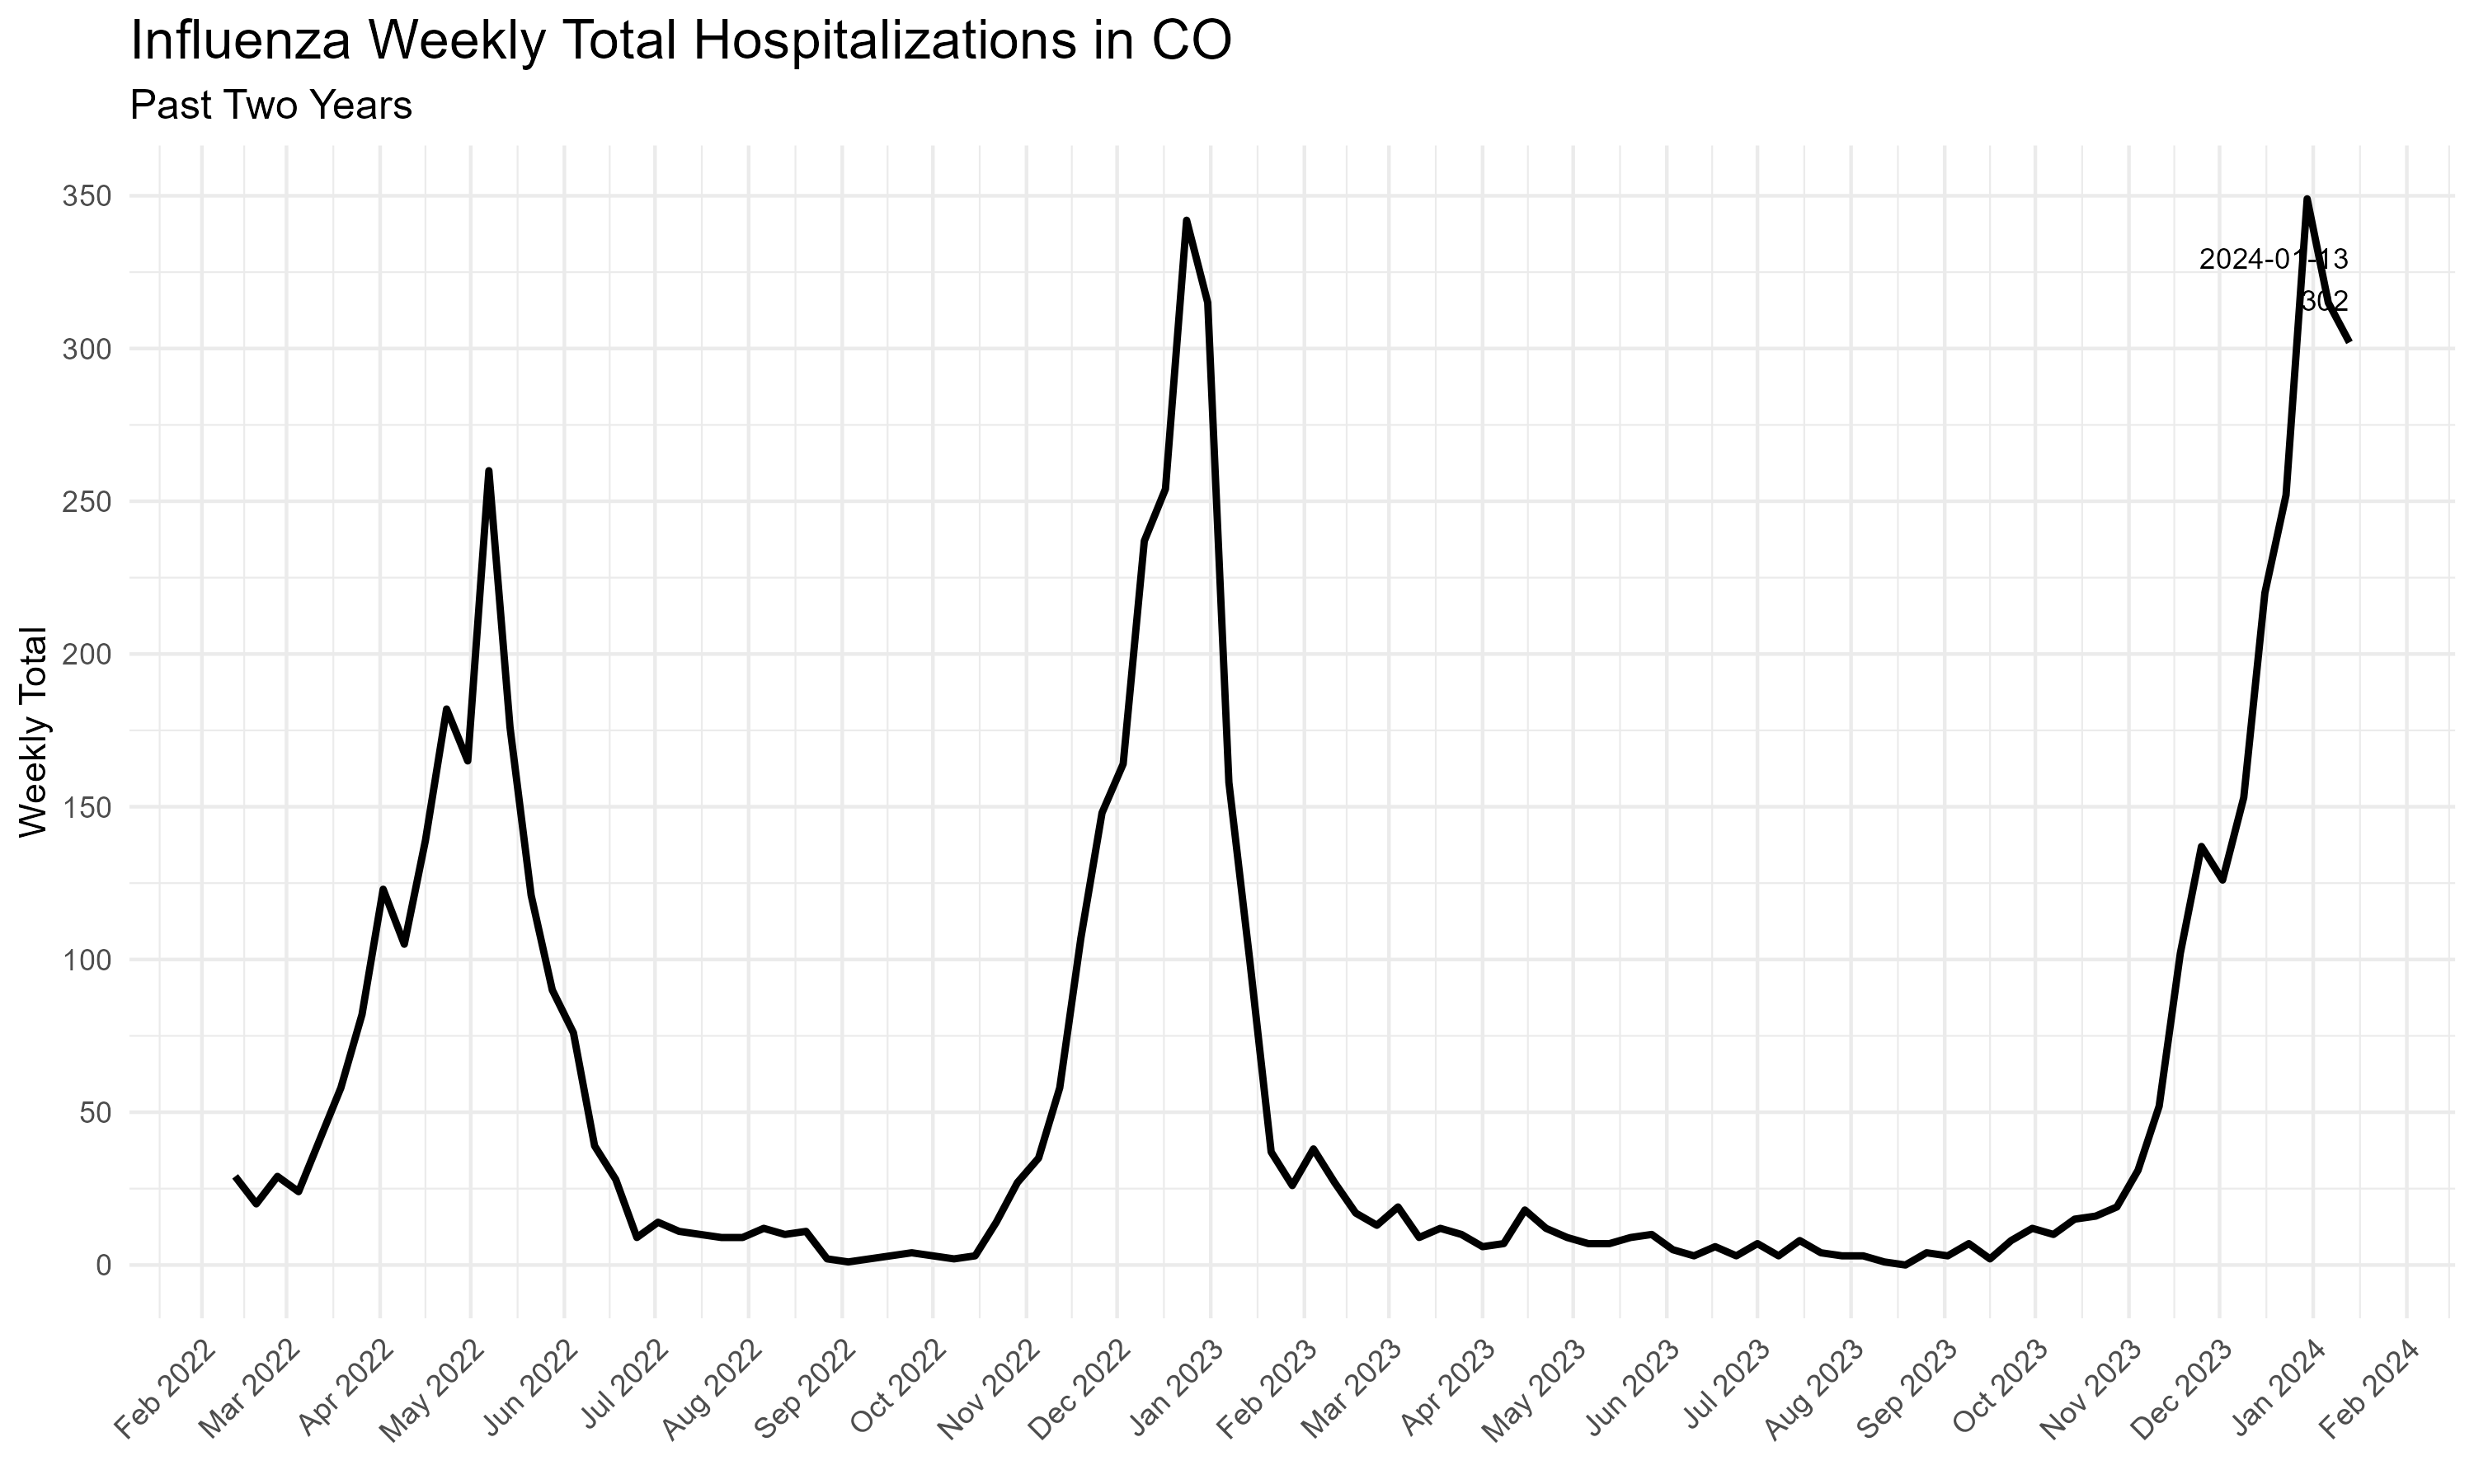 Influenza Weekly Total Hospitalizations in CO
Past Two Years
Weekly Total
350
300
250
200
150
100
50
0
2024-01-13
302
Feb 2022
Mar 2022
Apr 2022
May 2022
Jun 2022
Jul 2022
Aug 2022
Sep 2022
Oct 2022
Nov 2022
Dec 2022
Jan 2023
Feb 2023
Mar 2023
Apr 2023
May 2023
Jun 2023
Jul 2023
Aug 2023
Sep 2023
Oct 2023
Nov 2023
Dec 2023
Jan 2024
Feb 2024